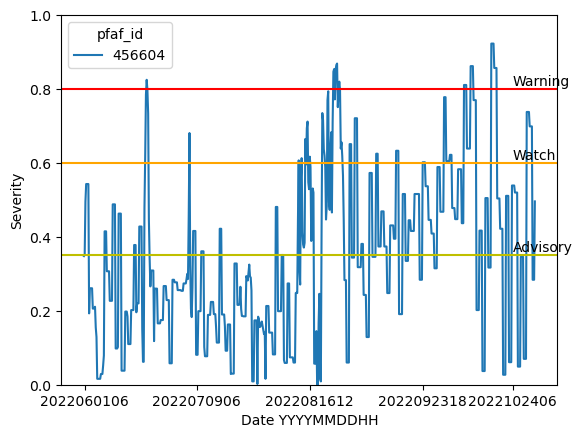 pfaf_id
456604
1.0
0.8
0.6
0.4
0.2
0.0
Severity
Warning
Watch
Advisory
2022060106
2022070906
2022081612
2022092318
2022102406
Date YYYYMMDDHH